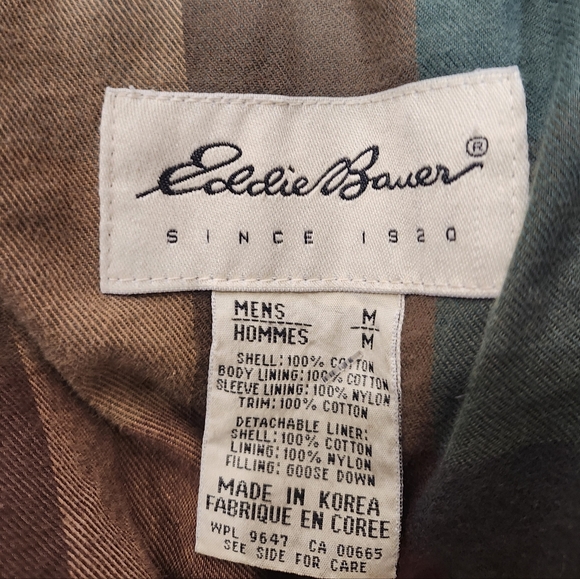 Eddie Bauer®
SINCE 1920
MENS M
HOMMES M
SHELL: 100% COTTON
BODY LINING: 100% COTTON
SLEEVE LINING: 100% NYLON
TRIM: 100% COTTON
DETACHABLE LINER:
SHELL: 100% COTTON
LINING: 100% NYLON
FILLING: GOOSE DOWN
MADE IN KOREA
FABRIQUE EN COREE
WPL 9647 CA 00665
SEE SIDE FOR CARE